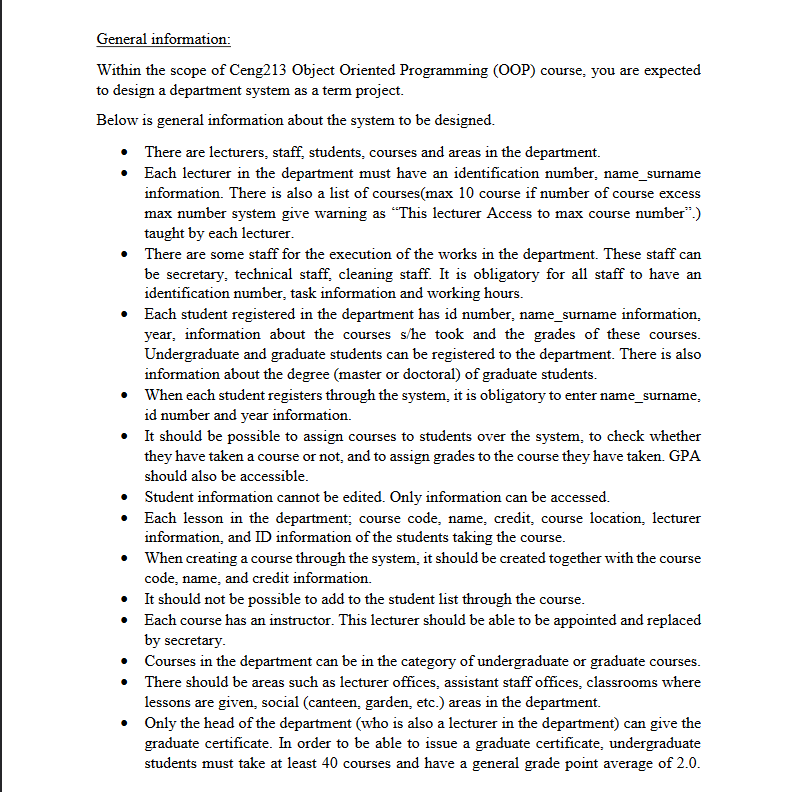 General information:
Within the scope of Ceng213 Object Oriented Programming (OOP) course, you are expected
to design a department system as a term project.
Below is general information about the system to be designed.
• There are lecturers, staff, students, courses and areas in the department.
• Each lecturer in the department must have an identification number, name_surname
information. There is also a list of courses(max 10 course if number of course excess
max number system give warning as “This lecturer Access to max course number”.)
taught by each lecturer.
• There are some staff for the execution of the works in the department. These staff can
be secretary, technical staff, cleaning staff. It is obligatory for all staff to have an
identification number, task information and working hours.
• Each student registered in the department has id number, name_surname information,
year, information about the courses s/he took and the grades of these courses.
Undergraduate and graduate students can be registered to the department. There is also
information about the degree (master or doctoral) of graduate students.
• When each student registers through the system, it is obligatory to enter name_surname,
id number and year information.
• It should be possible to assign courses to students over the system, to check whether
they have taken a course or not, and to assign grades to the course they have taken. GPA
should also be accessible.
• Student information cannot be edited. Only information can be accessed.
• Each lesson in the department; course code, name, credit, course location, lecturer
information, and ID information of the students taking the course.
• When creating a course through the system, it should be created together with the course
code, name, and credit information.
• It should not be possible to add to the student list through the course.
• Each course has an instructor. This lecturer should be able to be appointed and replaced
by secretary.
• Courses in the department can be in the category of undergraduate or graduate courses.
• There should be areas such as lecturer offices, assistant staff offices, classrooms where
lessons are given, social (canteen, garden, etc.) areas in the department.
• Only the head of the department (who is also a lecturer in the department) can give the
graduate certificate. In order to be able to issue a graduate certificate, undergraduate
students must take at least 40 courses and have a general grade point average of 2.0.